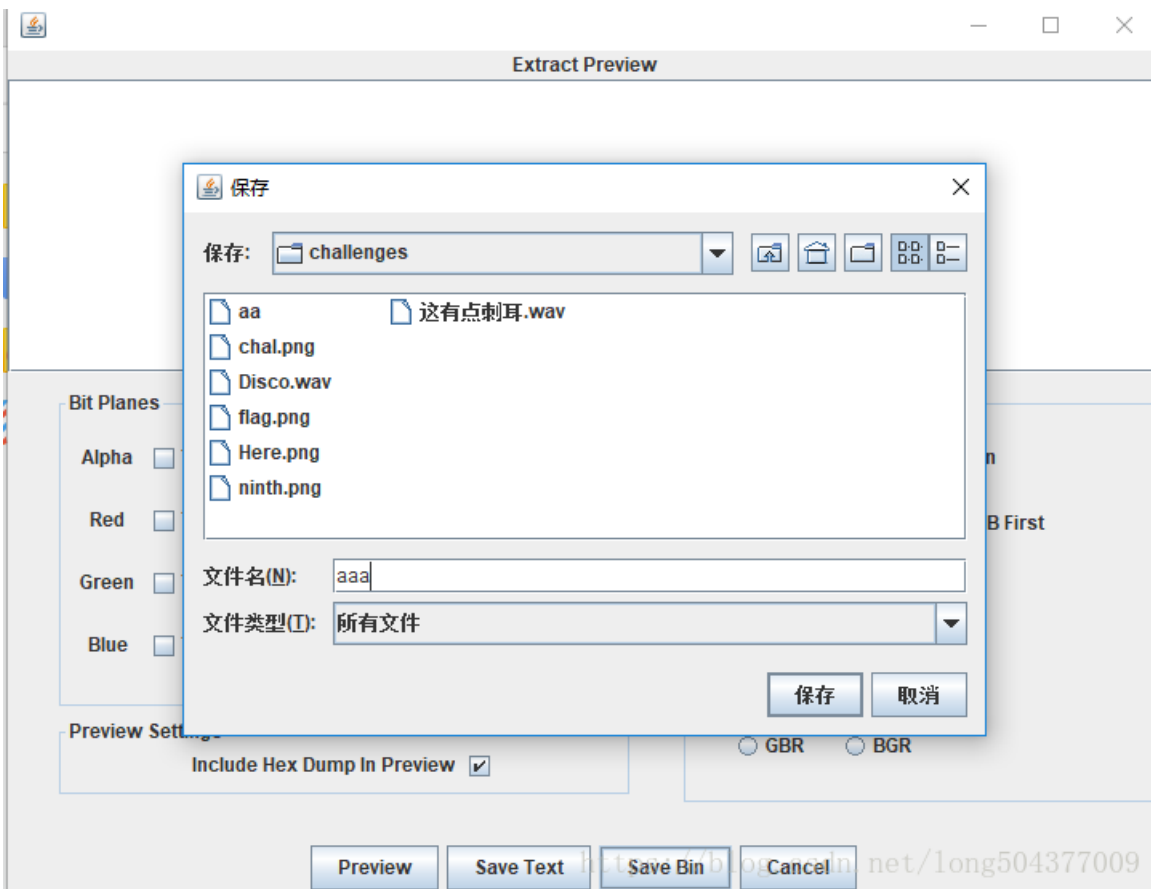 Extract Preview
保存
保存: challenges
aa 这有点刺耳.wav
chal.png
Disco.wav
flag.png
Here.png
ninth.png
文件名(N): aaa
文件类型(T): 所有文件
保存 取消
Bit Planes
Alpha
n
Red
B First
Green
Blue
Preview Settings
GBR BGR
Include Hex Dump In Preview
Preview Save Text Save Bin Cancel
https://blog.csdn.net/long504377009